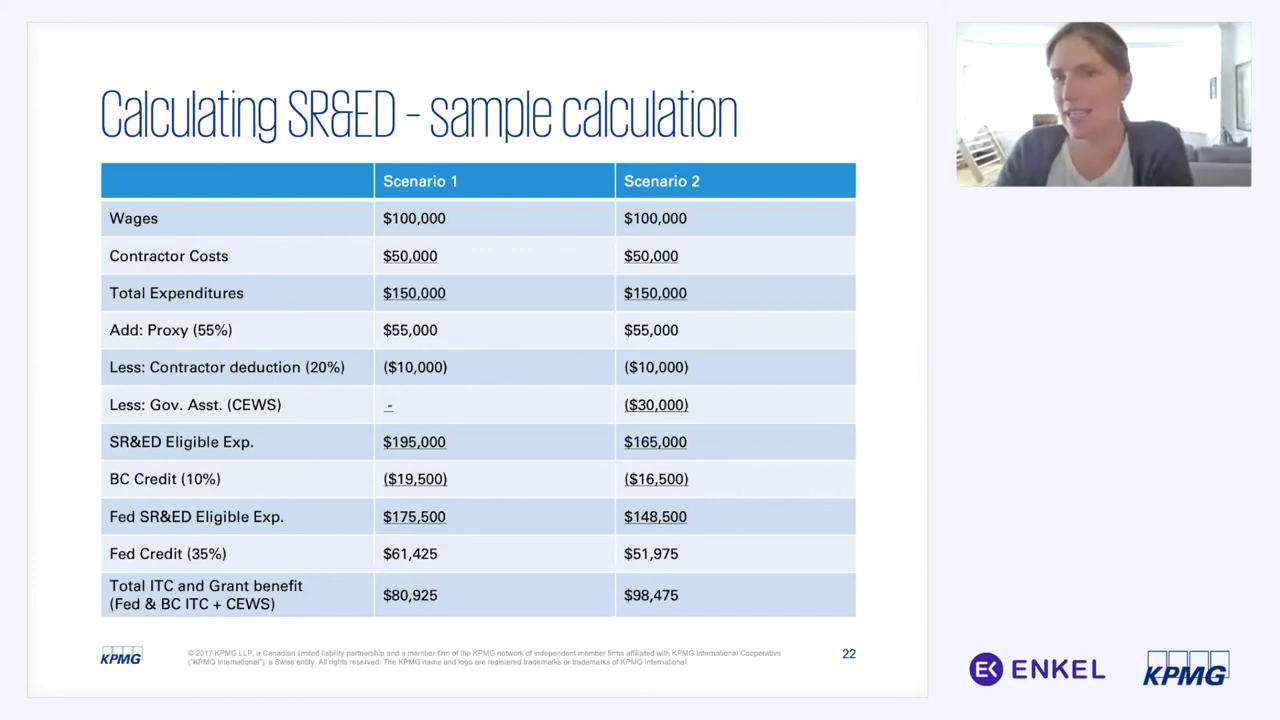 Calculating SR&ED - sample calculation
Scenario 1 Scenario 2
Wages $100,000 $100,000
Contractor Costs $50,000 $50,000
Total Expenditures $150,000 $150,000
Add: Proxy (55%) $55,000 $55,000
Less: Contractor deduction (20%) ($10,000) ($10,000)
Less: Gov. Asst. (CEWS) - ($30,000)
SR&ED Eligible Exp. $195,000 $165,000
BC Credit (10%) ($19,500) ($16,500)
Fed SR&ED Eligible Exp. $175,500 $148,500
Fed Credit (35%) $61,425 $51,975
Total ITC and Grant benefit
(Fed & BC ITC + CEWS) $80,925 $98,475
KPMG
© 2017 KPMG LLP, a Canadian limited liability partnership and a member firm of the KPMG network of independent member firms affiliated with KPMG International Cooperative
("KPMG International"), a Swiss entity. All rights reserved. The KPMG name and logo are registered trademarks or trademarks of KPMG International.
22
EK ENKEL
KPMG